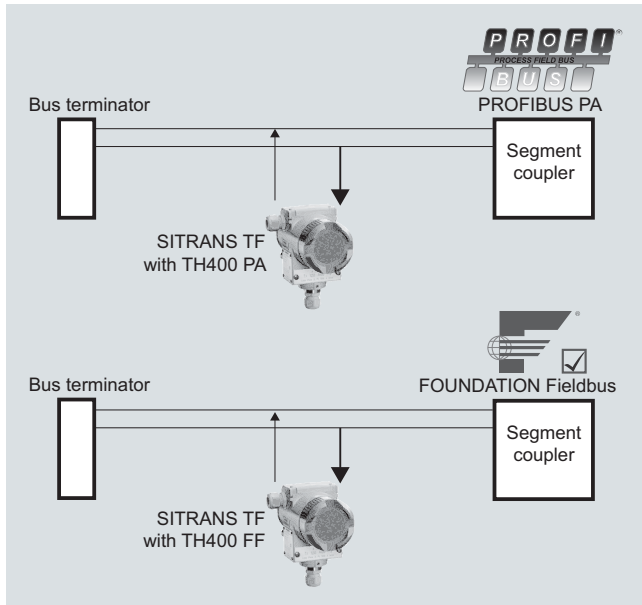 PROFI®
PROCESS FIELD BUS
BUS
PROFIBUS PA
Bus terminator
Segment
coupler
SITRANS TF
with TH400 PA
®
FOUNDATION Fieldbus
Bus terminator
Segment
coupler
SITRANS TF
with TH400 FF